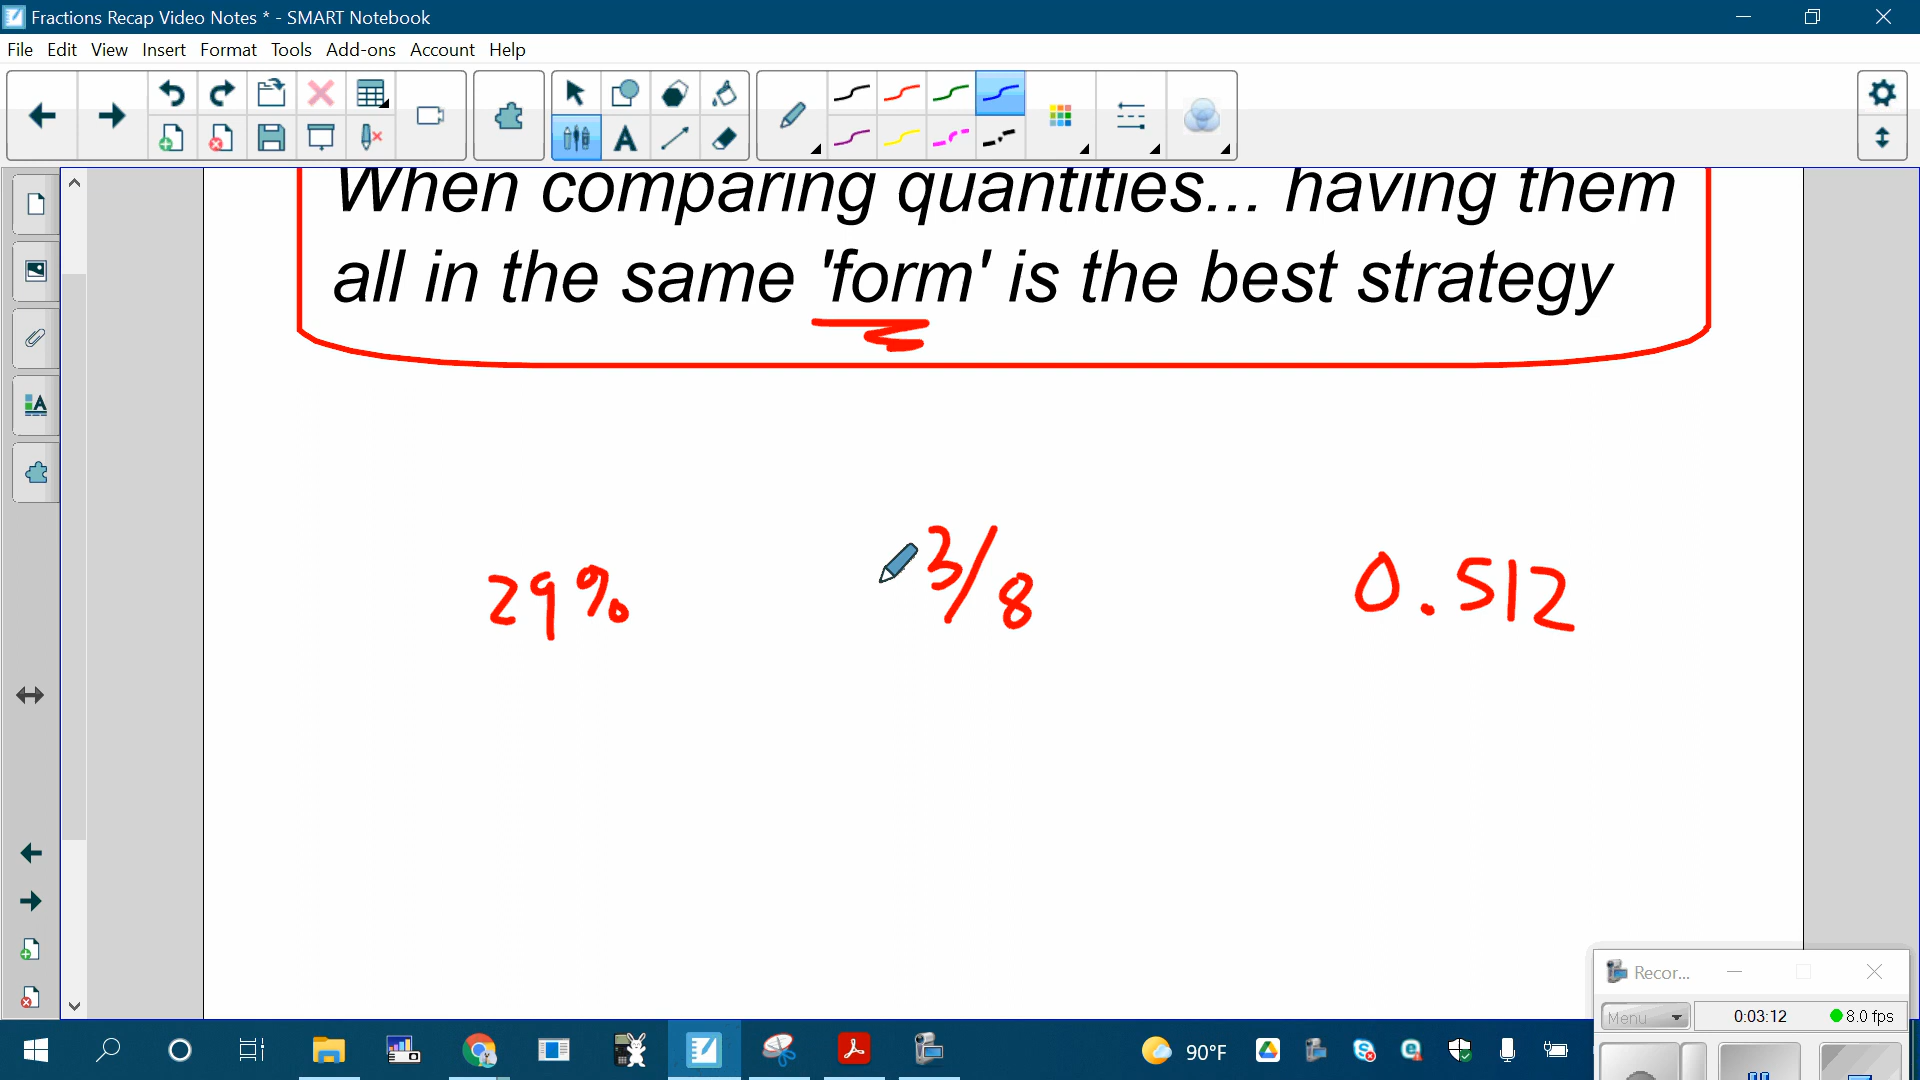 Fractions Recap Video Notes * - SMART Notebook
File Edit View Insert Format Tools Add-ons Account Help
When comparing quantities... having them
all in the same 'form' is the best strategy
29% 3/8 0.512
Recor...
Menu 0:03:12 8.0 fps
90°F